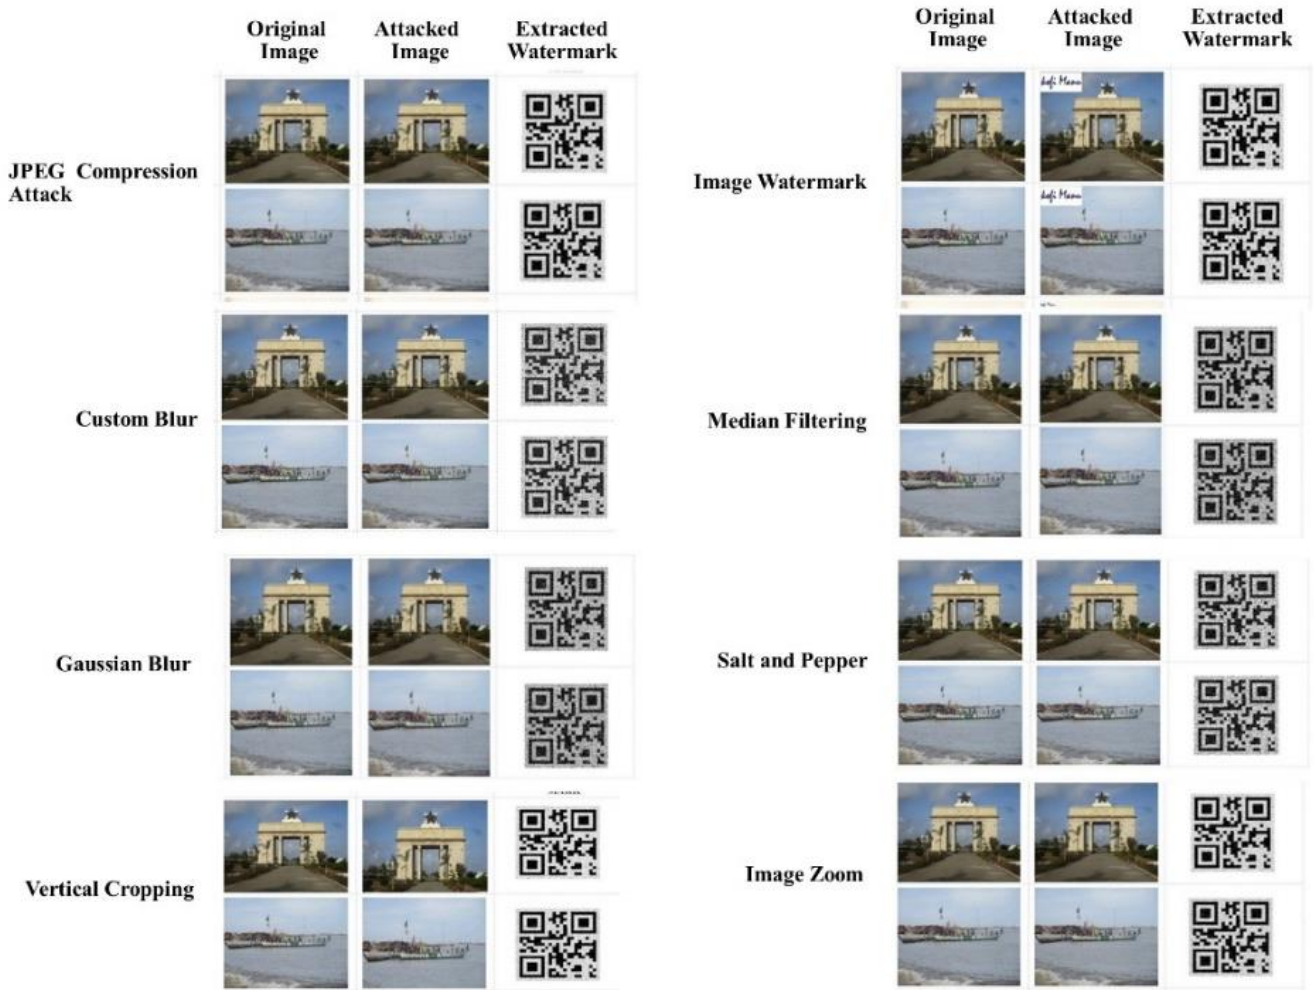 Original
Image
Attacked
Image
Extracted
Watermark
JPEG Compression
Attack
Custom Blur
Gaussian Blur
Vertical Cropping
Original
Image
Attacked
Image
Extracted
Watermark
Image Watermark
Median Filtering
Salt and Pepper
Image Zoom